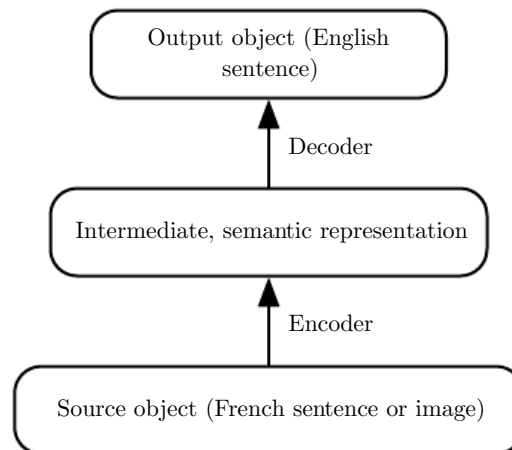 Output object (English
sentence)
Decoder
Intermediate, semantic representation
Encoder
Source object (French sentence or image)